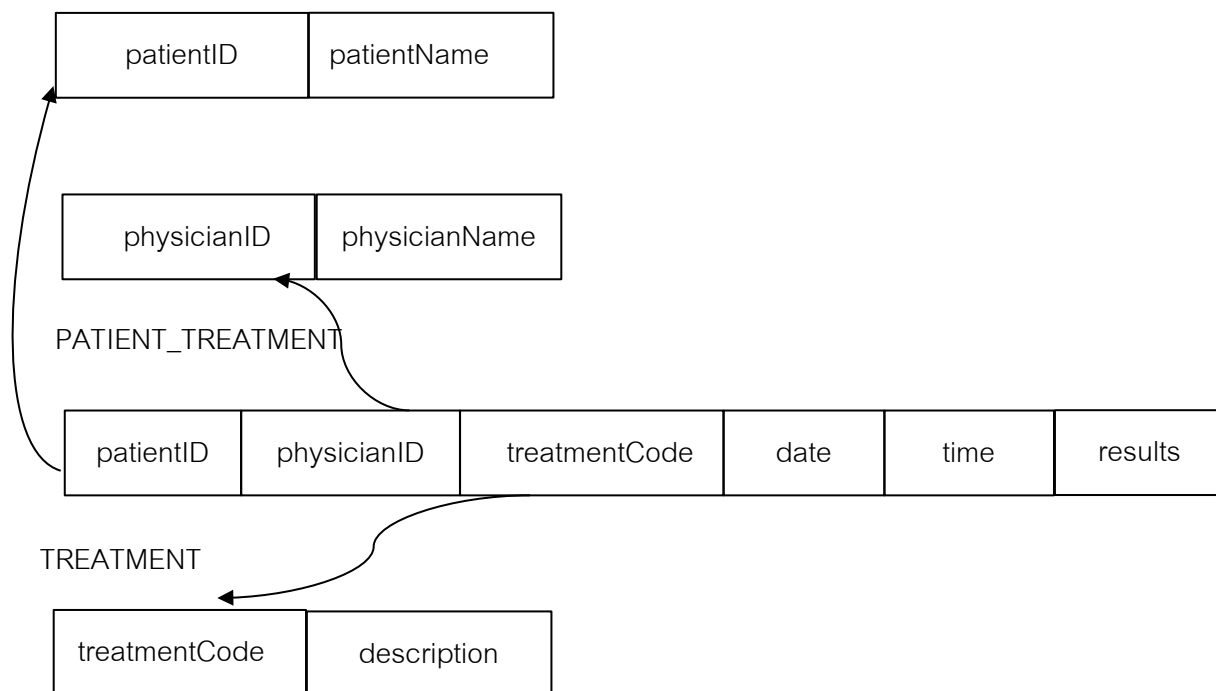 patientID patientName
physicianID physicianName
PATIENT_TREATMENT
patientID physicianID treatmentCode date time results
TREATMENT
treatmentCode description